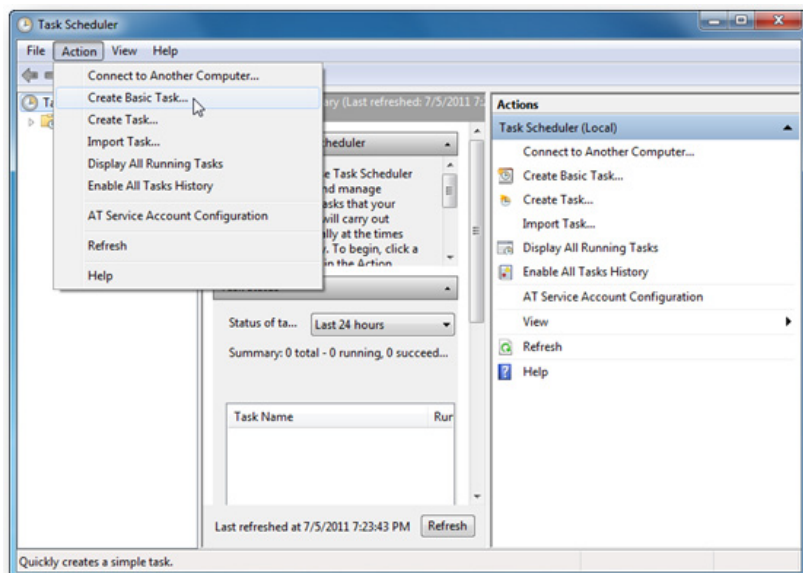 Task Scheduler
File Action View Help
Connect to Another Computer...
Create Basic Task...
Create Task...
Import Task...
Display All Running Tasks
Enable All Tasks History
AT Service Account Configuration
Refresh
Help
(Last refreshed: 7/5/2011 7:
e Task Scheduler
nd manage
asks that your
will carry out
ally at the times
. To begin, click a
in the Action
Status of ta... Last 24 hours
Summary: 0 total - 0 running, 0 succeed...
Task Name Rur
Last refreshed at 7/5/2011 7:23:43 PM Refresh
Actions
Task Scheduler (Local)
Connect to Another Computer...
Create Basic Task...
Create Task...
Import Task...
Display All Running Tasks
Enable All Tasks History
AT Service Account Configuration
View
Refresh
Help
Quickly creates a simple task.